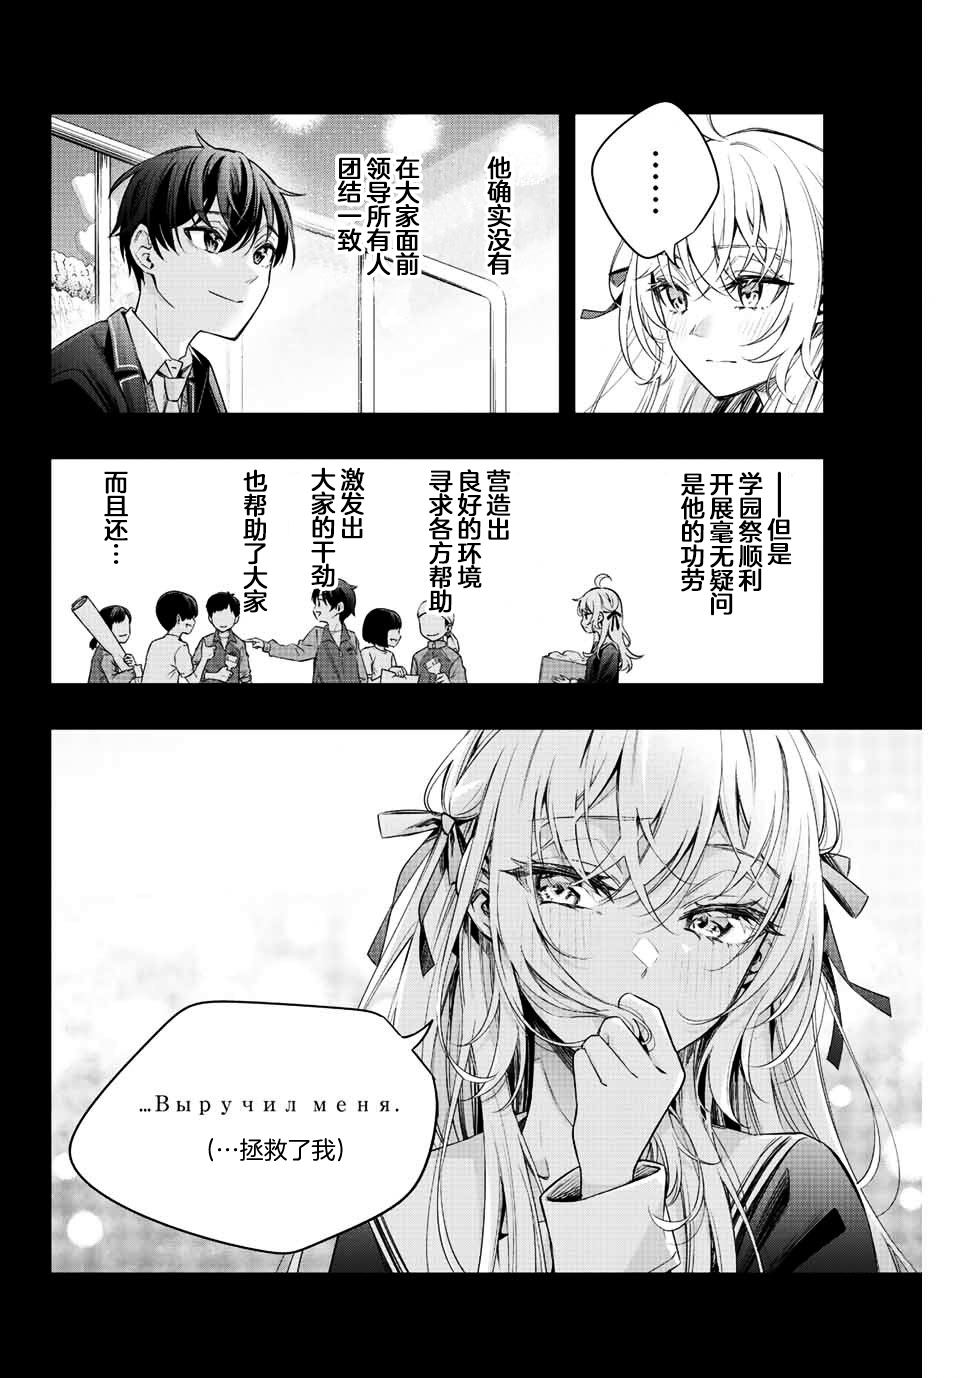 ……
他确实没有
在大家面前
领导所有人
团结一致
——但是
学园祭顺利
开展毫无疑问
是他的功劳
营造出
良好的环境
寻求各方帮助
激发出
大家的干劲
也帮助了大家
而且还…
…Выручил меня.
(…拯救了我)